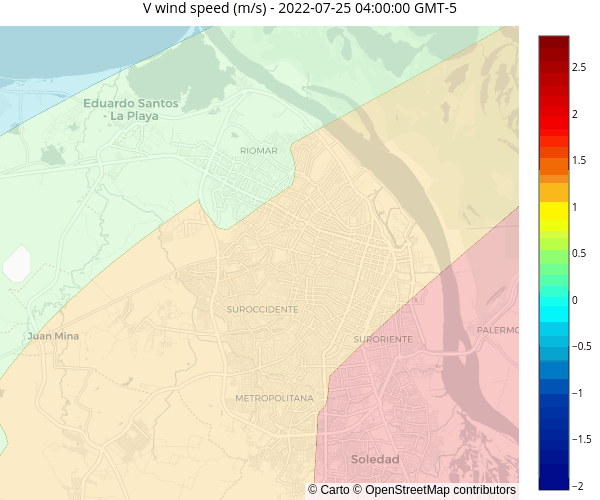 V wind speed (m/s) - 2022-07-25 04:00:00 GMT-5
Eduardo Santos
- La Playa
RIOMAR
SUROCCIDENTE
Juan Mina
SURORIENTE
PALERMO
METROPOLITANA
Soledad
© Carto © OpenStreetMap contributors
2.5
2
1.5
1
0.5
0
−0.5
−1
−1.5
−2